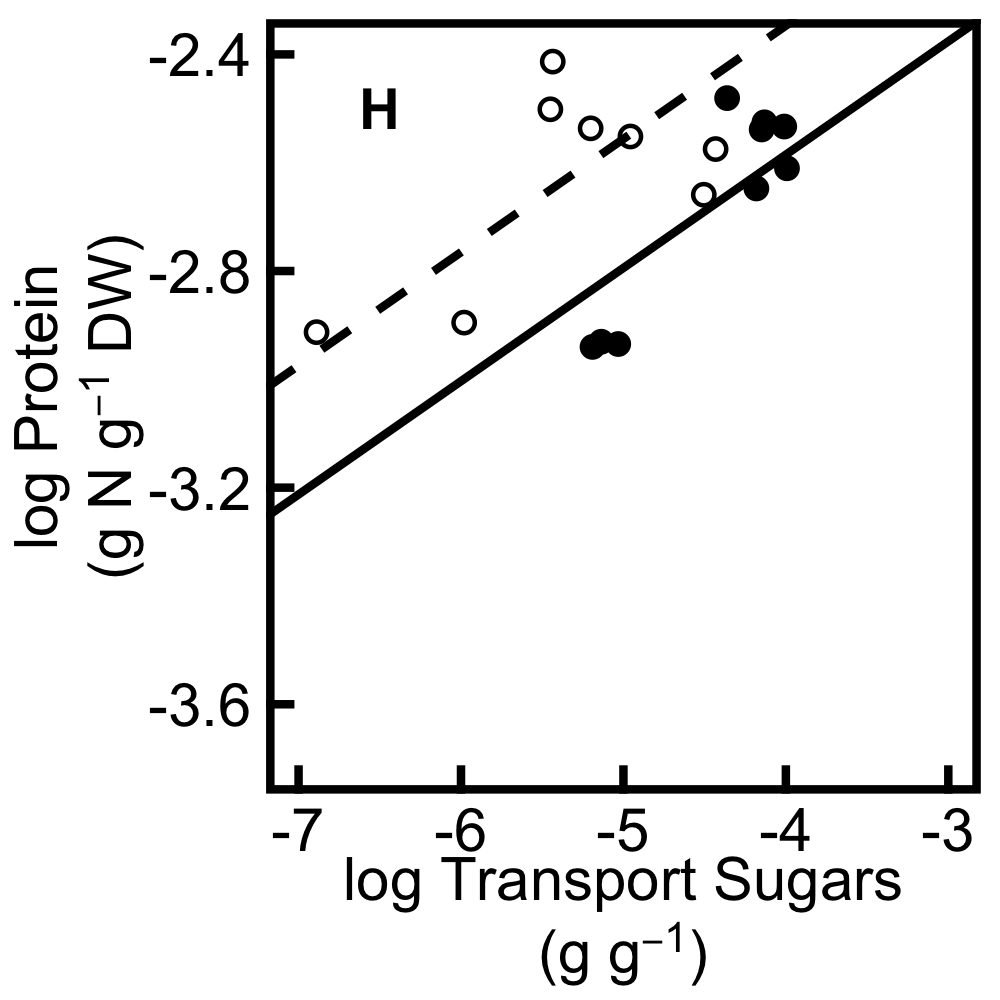 H
log Protein
(g N g⁻¹ DW)
-2.4
-2.8
-3.2
-3.6
-7 -6 -5 -4 -3
log Transport Sugars
(g g⁻¹)